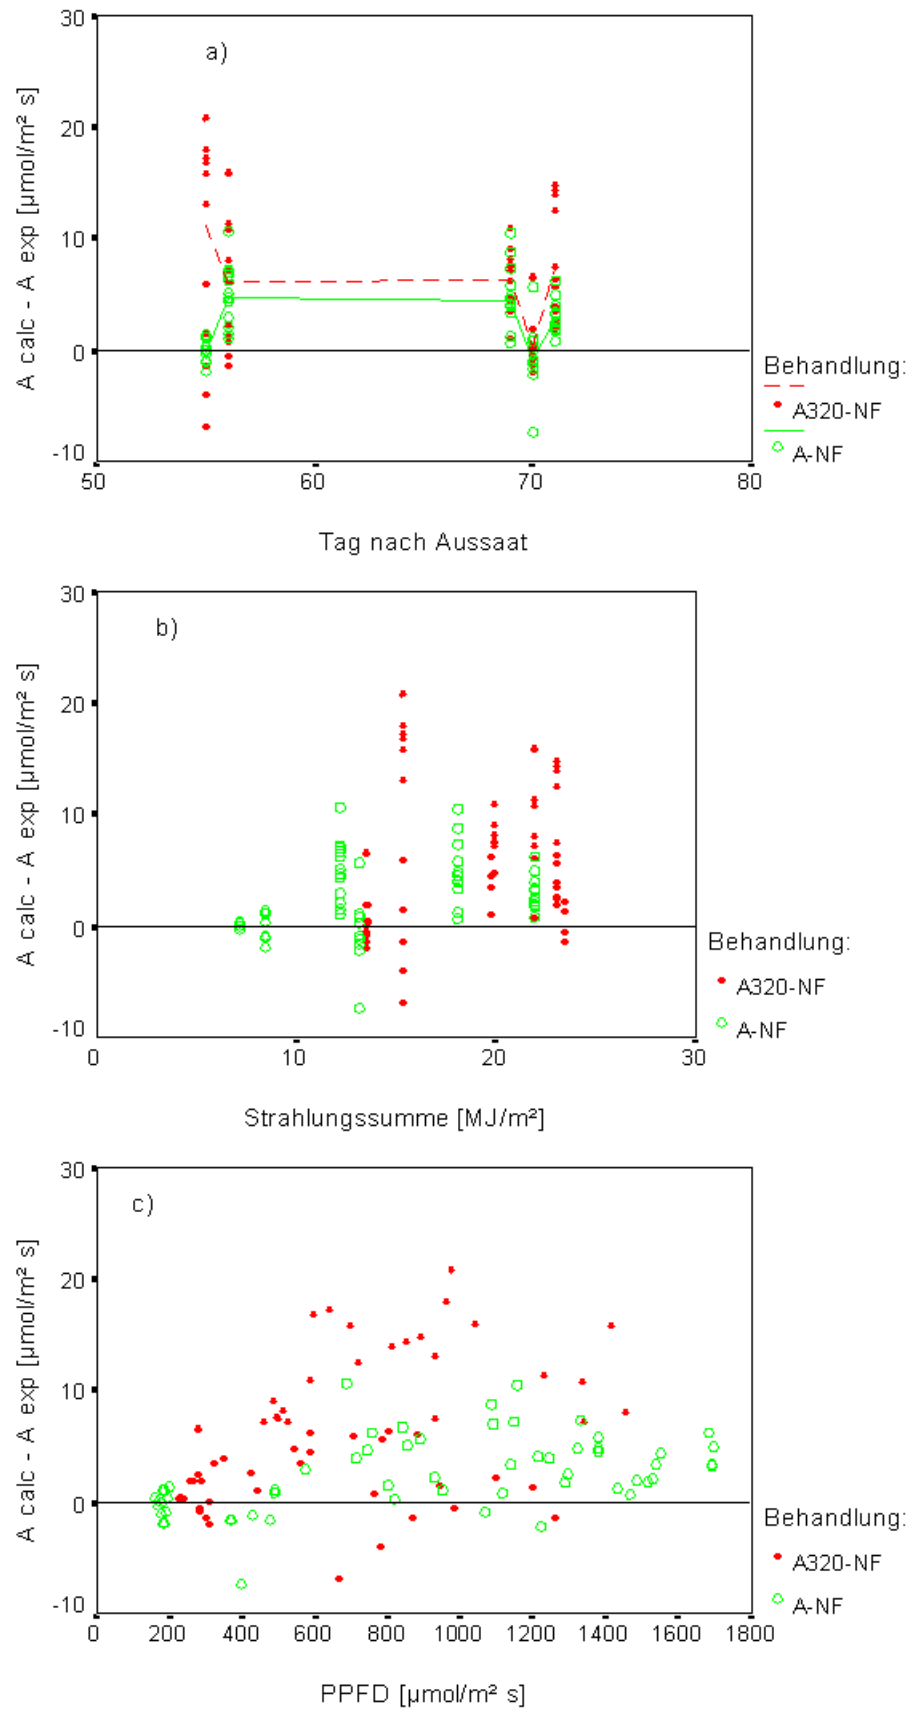 a)
A calc - A exp [µmol/m² s]
30
20
10
0
-10
50
60
70
80
Tag nach Aussaat
Behandlung:
A320-NF
A-NF
b)
A calc - A exp [µmol/m² s]
30
20
10
0
-10
0
10
20
30
Strahlungssumme [MJ/m²]
Behandlung:
A320-NF
A-NF
c)
A calc - A exp [µmol/m² s]
30
20
10
0
-10
0
200
400
600
800
1000
1200
1400
1600
1800
PPFD [µmol/m² s]
Behandlung:
A320-NF
A-NF